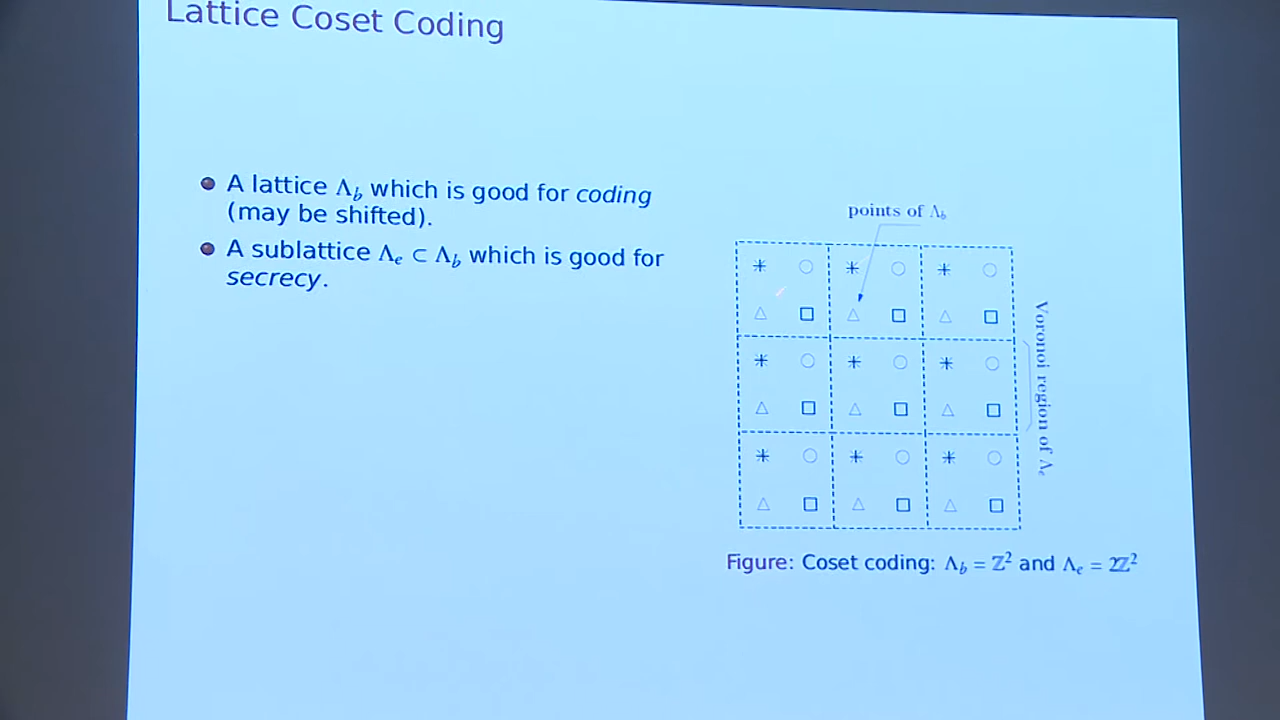 Lattice Coset Coding
A lattice Λb which is good for coding
(may be shifted).
A sublattice Λe ⊂ Λb which is good for
secrecy.
points of Λb
Voronoi region of Λe
Figure: Coset coding: Λb = ℤ² and Λe = 2ℤ²